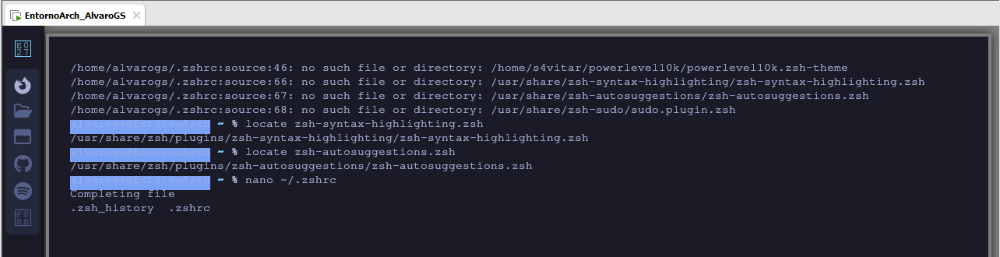 EntornoArch_AlvaroGS
E0
27
/home/alvarogs/.zshrc:source:46: no such file or directory: /home/s4vitar/powerlevel10k/powerlevel10k.zsh-theme
/home/alvarogs/.zshrc:source:66: no such file or directory: /usr/share/zsh-syntax-highlighting/zsh-syntax-highlighting.zsh
/home/alvarogs/.zshrc:source:67: no such file or directory: /usr/share/zsh-autosuggestions/zsh-autosuggestions.zsh
/home/alvarogs/.zshrc:source:68: no such file or directory: /usr/share/zsh-sudo/sudo.plugin.zsh
alvarogs@EntornoArch ~ % locate zsh-syntax-highlighting.zsh
/usr/share/zsh/plugins/zsh-syntax-highlighting/zsh-syntax-highlighting.zsh
alvarogs@EntornoArch ~ % locate zsh-autosuggestions.zsh
/usr/share/zsh/plugins/zsh-autosuggestions/zsh-autosuggestions.zsh
alvarogs@EntornoArch ~ % nano ~/.zshrc
Completing file
.zsh_history .zshrc
F8
BB